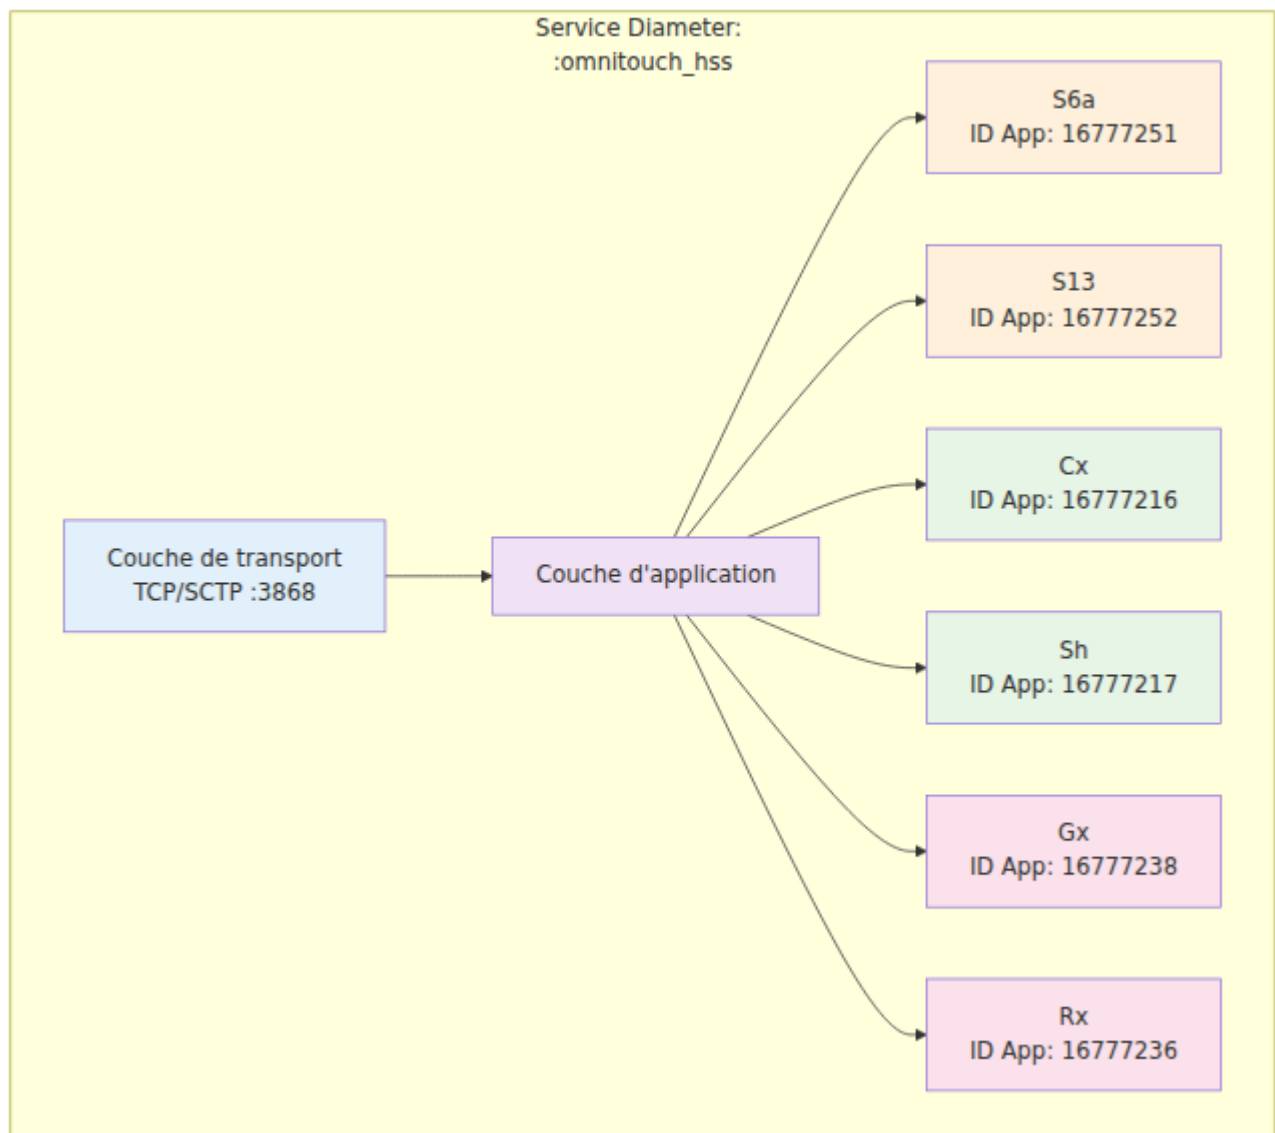 Service Diameter:
:omnitouch_hss
S6a
ID App: 16777251
S13
ID App: 16777252
Cx
ID App: 16777216
Couche de transport
TCP/SCTP :3868
Couche d'application
Sh
ID App: 16777217
Gx
ID App: 16777238
Rx
ID App: 16777236